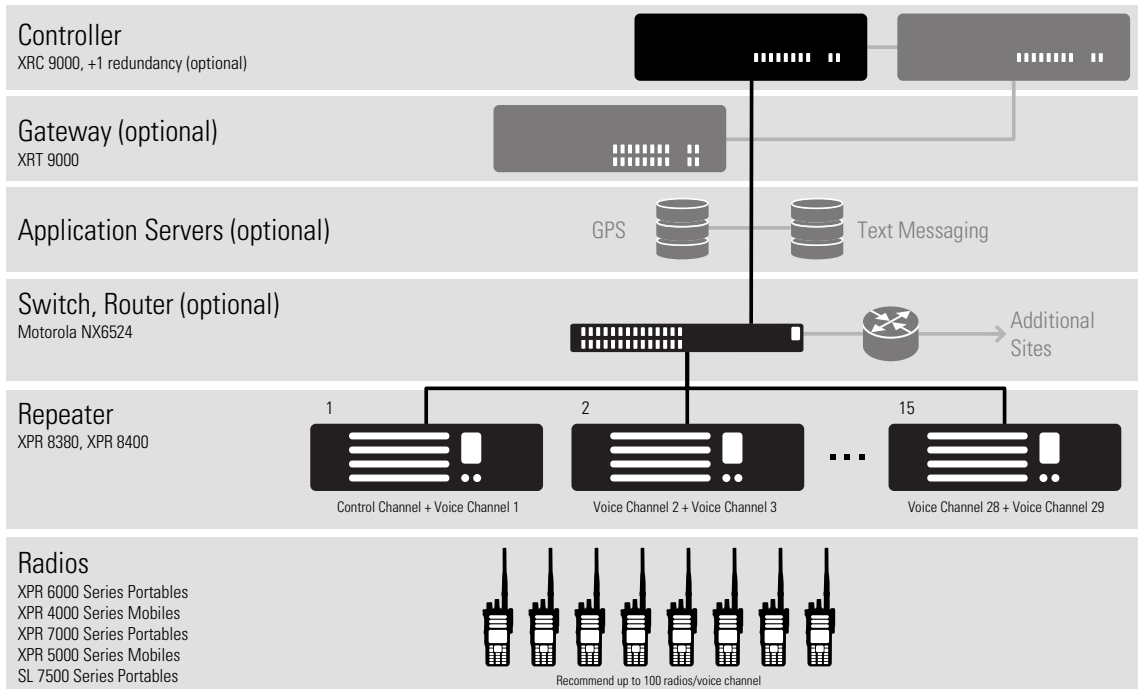 Controller
XRC 9000, +1 redundancy (optional)
Gateway (optional)
XRT 9000
Application Servers (optional)
GPS
Text Messaging
Switch, Router (optional)
Motorola NX6524
Additional
Sites
Repeater
XPR 8380, XPR 8400
1
2
15
Control Channel + Voice Channel 1
Voice Channel 2 + Voice Channel 3
Voice Channel 28 + Voice Channel 29
Radios
XPR 6000 Series Portables
XPR 4000 Series Mobiles
XPR 7000 Series Portables
XPR 5000 Series Mobiles
SL 7500 Series Portables
Recommend up to 100 radios/voice channel